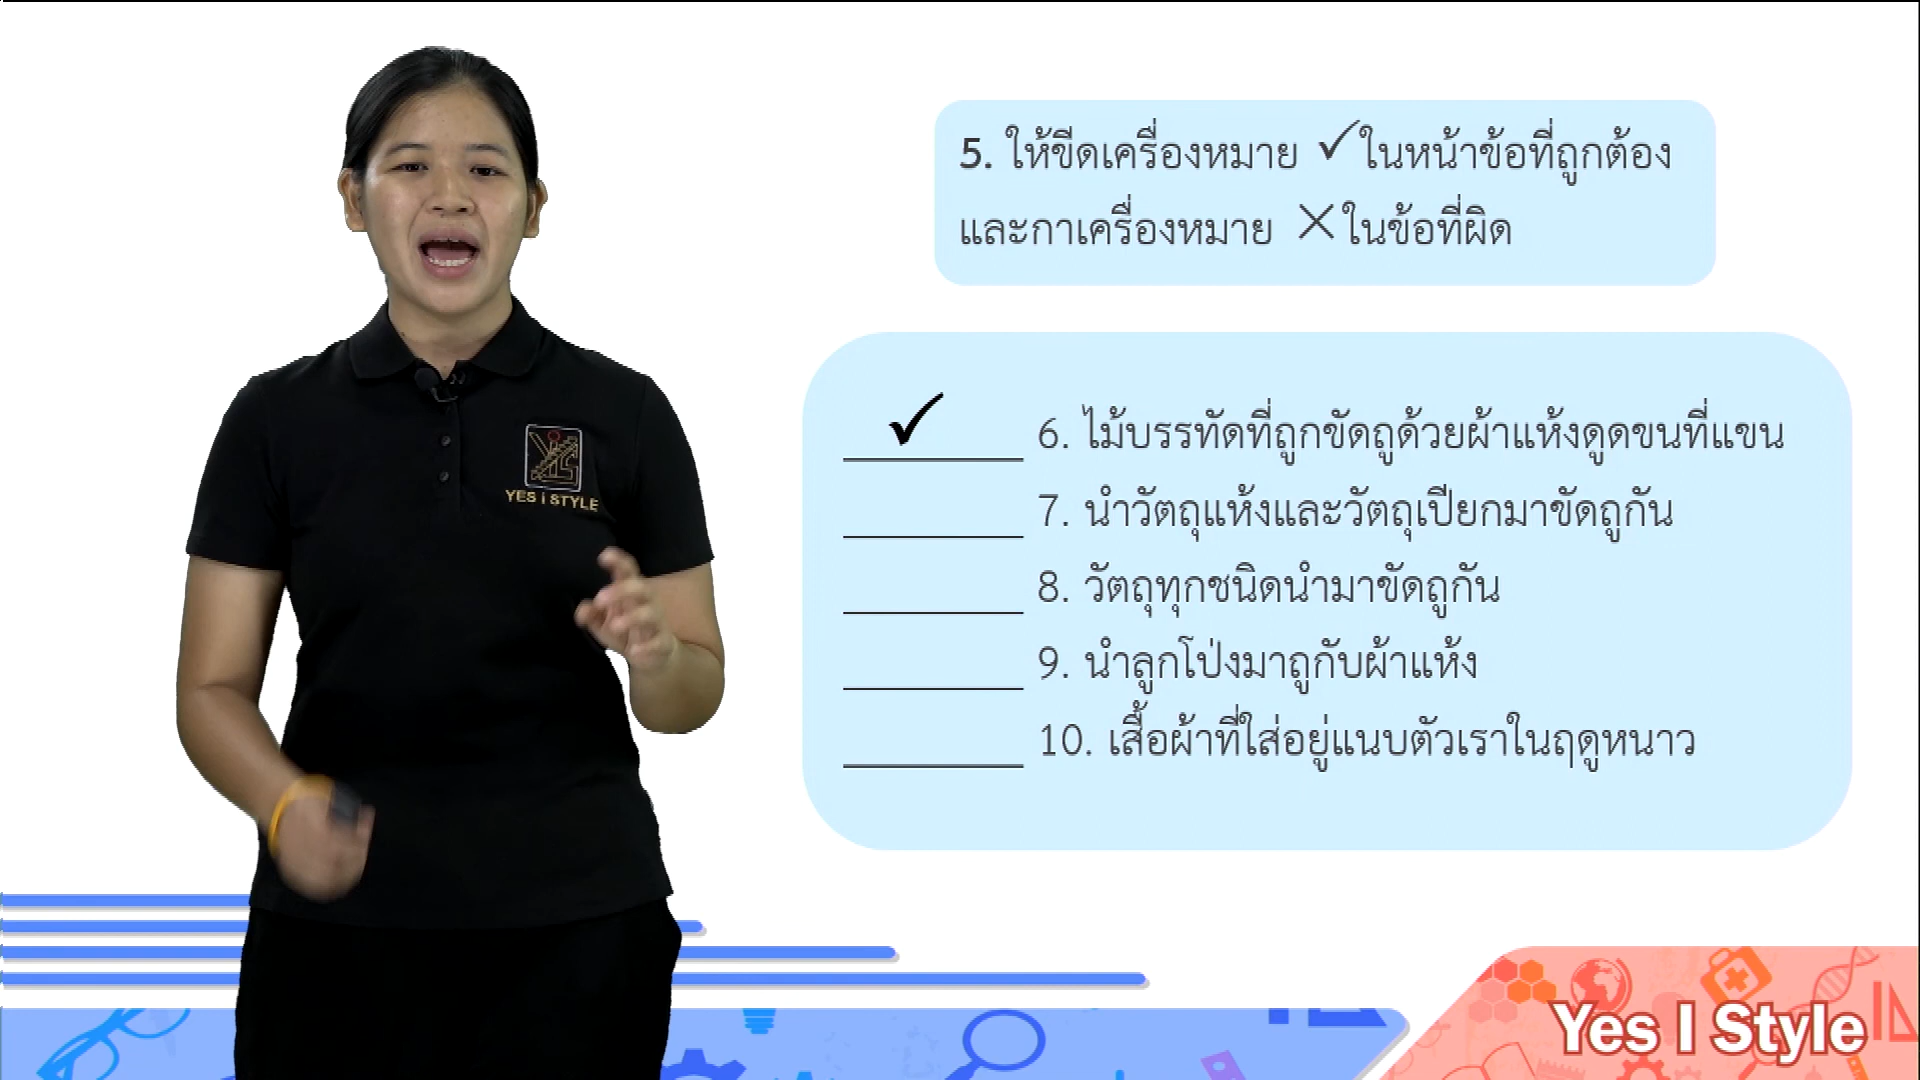 5. ให้ขีดเครื่องหมาย ✓ ในหน้าข้อที่ถูกต้อง
และกาเครื่องหมาย ✕ ในข้อที่ผิด
✓ 6. ไม้บรรทัดที่ถูกขัดถูด้วยผ้าแห้งดูดขนที่แขน
7. นำวัตถุแห้งและวัตถุเปียกมาขัดถูกัน
8. วัตถุทุกชนิดนำมาขัดถูกัน
9. นำลูกโป่งมาถูกับผ้าแห้ง
10. เสื้อผ้าที่ใส่อยู่แนบตัวเราในฤดูหนาว
YES i STYLE
Yes I Style